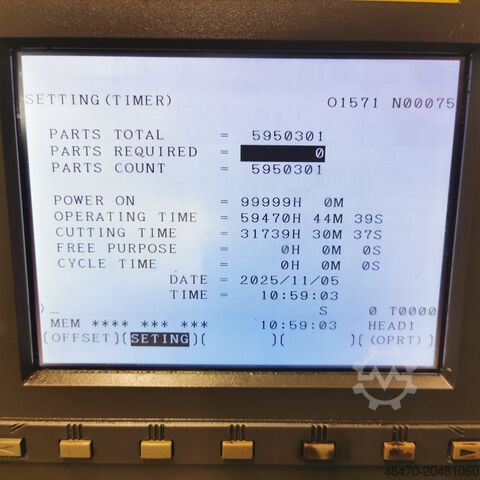 SETTING(TIMER) O1571 N00075
PARTS TOTAL = 5950301
PARTS REQUIRED = 0
PARTS COUNT = 5950301
POWER ON = 99999H 0M
OPERATING TIME = 59470H 44M 39S
CUTTING TIME = 31739H 30M 37S
FREE PURPOSE = 0H 0M 0S
CYCLE TIME = 0H 0M 0S
DATE = 2025/11/05
TIME = 10:59:03
)_ S 0 T0000
MEM **** *** *** 10:59:03 HEAD1
(OFFSET)(SETING)( )( )((OPRT))
48470-20481060